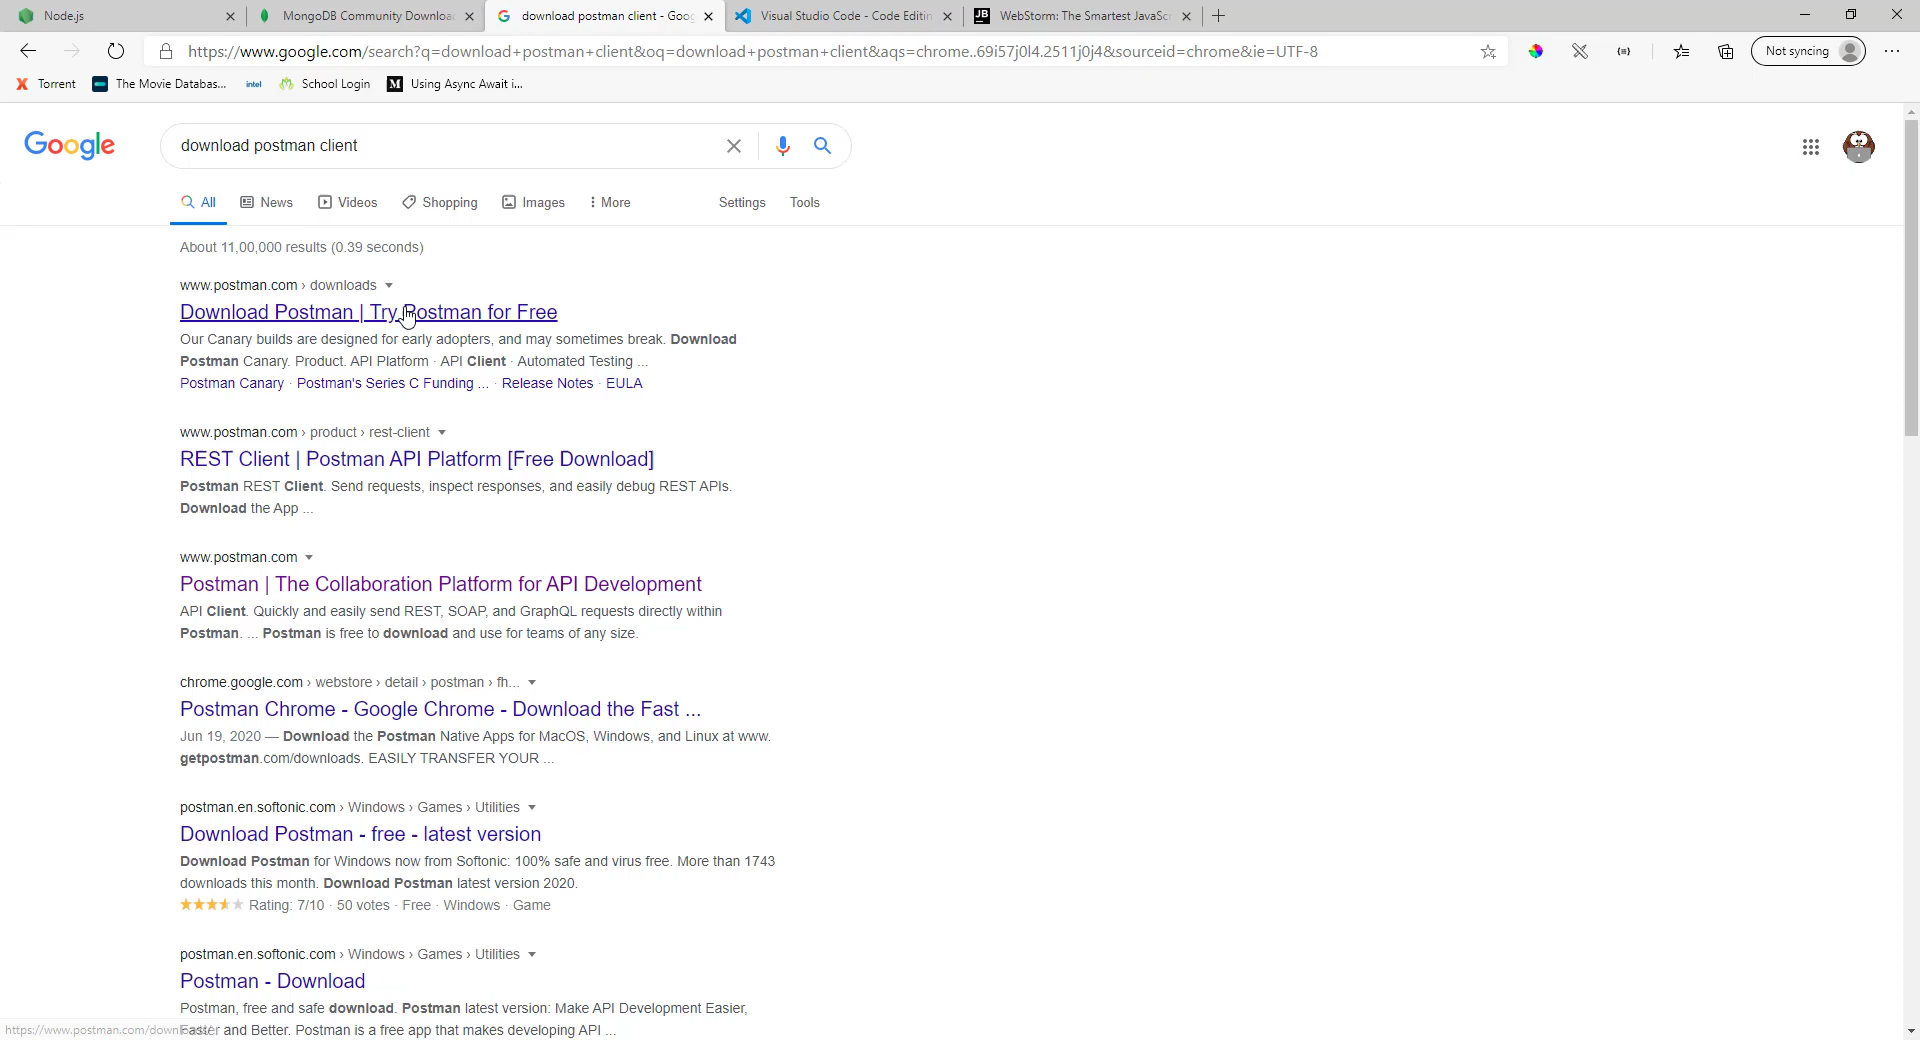 Node.js
MongoDB Community Downloa
download postman client - Goo
Visual Studio Code - Code Editin
JB WebStorm: The Smartest JavaSc
https://www.google.com/search?q=download+postman+client&oq=download+postman+client&aqs=chrome..69i57j0l4.2511j0j4&sourceid=chrome&ie=UTF-8
Not syncing
Torrent
The Movie Databas...
intel
School Login
M Using Async Await i...
Google
download postman client
All
News
Videos
Shopping
Images
More
Settings
Tools
About 11,00,000 results (0.39 seconds)
www.postman.com › downloads
Download Postman | Try Postman for Free
Our Canary builds are designed for early adopters, and may sometimes break. Download
Postman Canary. Product. API Platform · API Client · Automated Testing ...
Postman Canary · Postman's Series C Funding ... · Release Notes · EULA
www.postman.com › product › rest-client
REST Client | Postman API Platform [Free Download]
Postman REST Client. Send requests, inspect responses, and easily debug REST APIs.
Download the App ...
www.postman.com
Postman | The Collaboration Platform for API Development
API Client. Quickly and easily send REST, SOAP, and GraphQL requests directly within
Postman. ... Postman is free to download and use for teams of any size.
chrome.google.com › webstore › detail › postman › fh...
Postman Chrome - Google Chrome - Download the Fast ...
Jun 19, 2020 — Download the Postman Native Apps for MacOS, Windows, and Linux at www.
getpostman.com/downloads. EASILY TRANSFER YOUR ...
postman.en.softonic.com › Windows › Games › Utilities
Download Postman - free - latest version
Download Postman for Windows now from Softonic: 100% safe and virus free. More than 1743
downloads this month. Download Postman latest version 2020.
Rating: 7/10 · 50 votes · Free · Windows · Game
postman.en.softonic.com › Windows › Games › Utilities
Postman - Download
Postman, free and safe download. Postman latest version: Make API Development Easier,
and Better. Postman is a free app that makes developing API ...